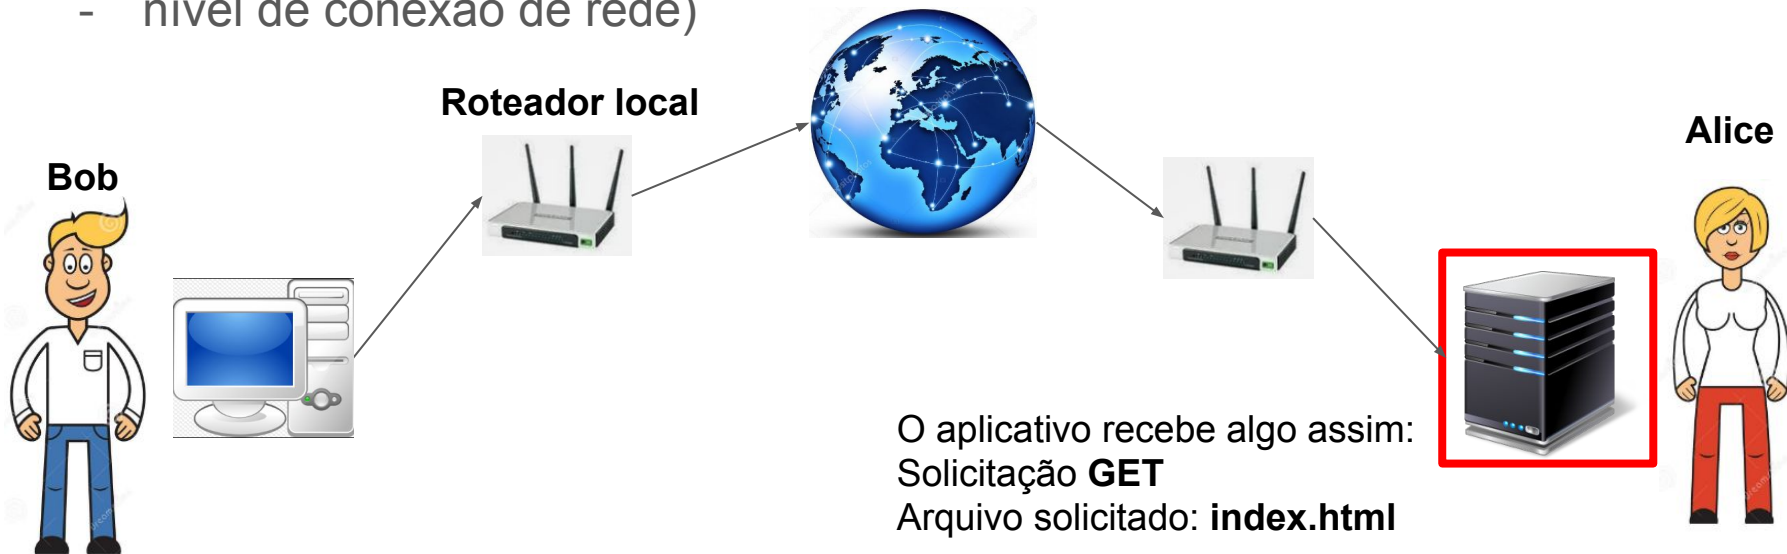 - nível de conexão de rede)
Roteador local
Alice
Bob
O aplicativo recebe algo assim:
Solicitação GET
Arquivo solicitado: index.html